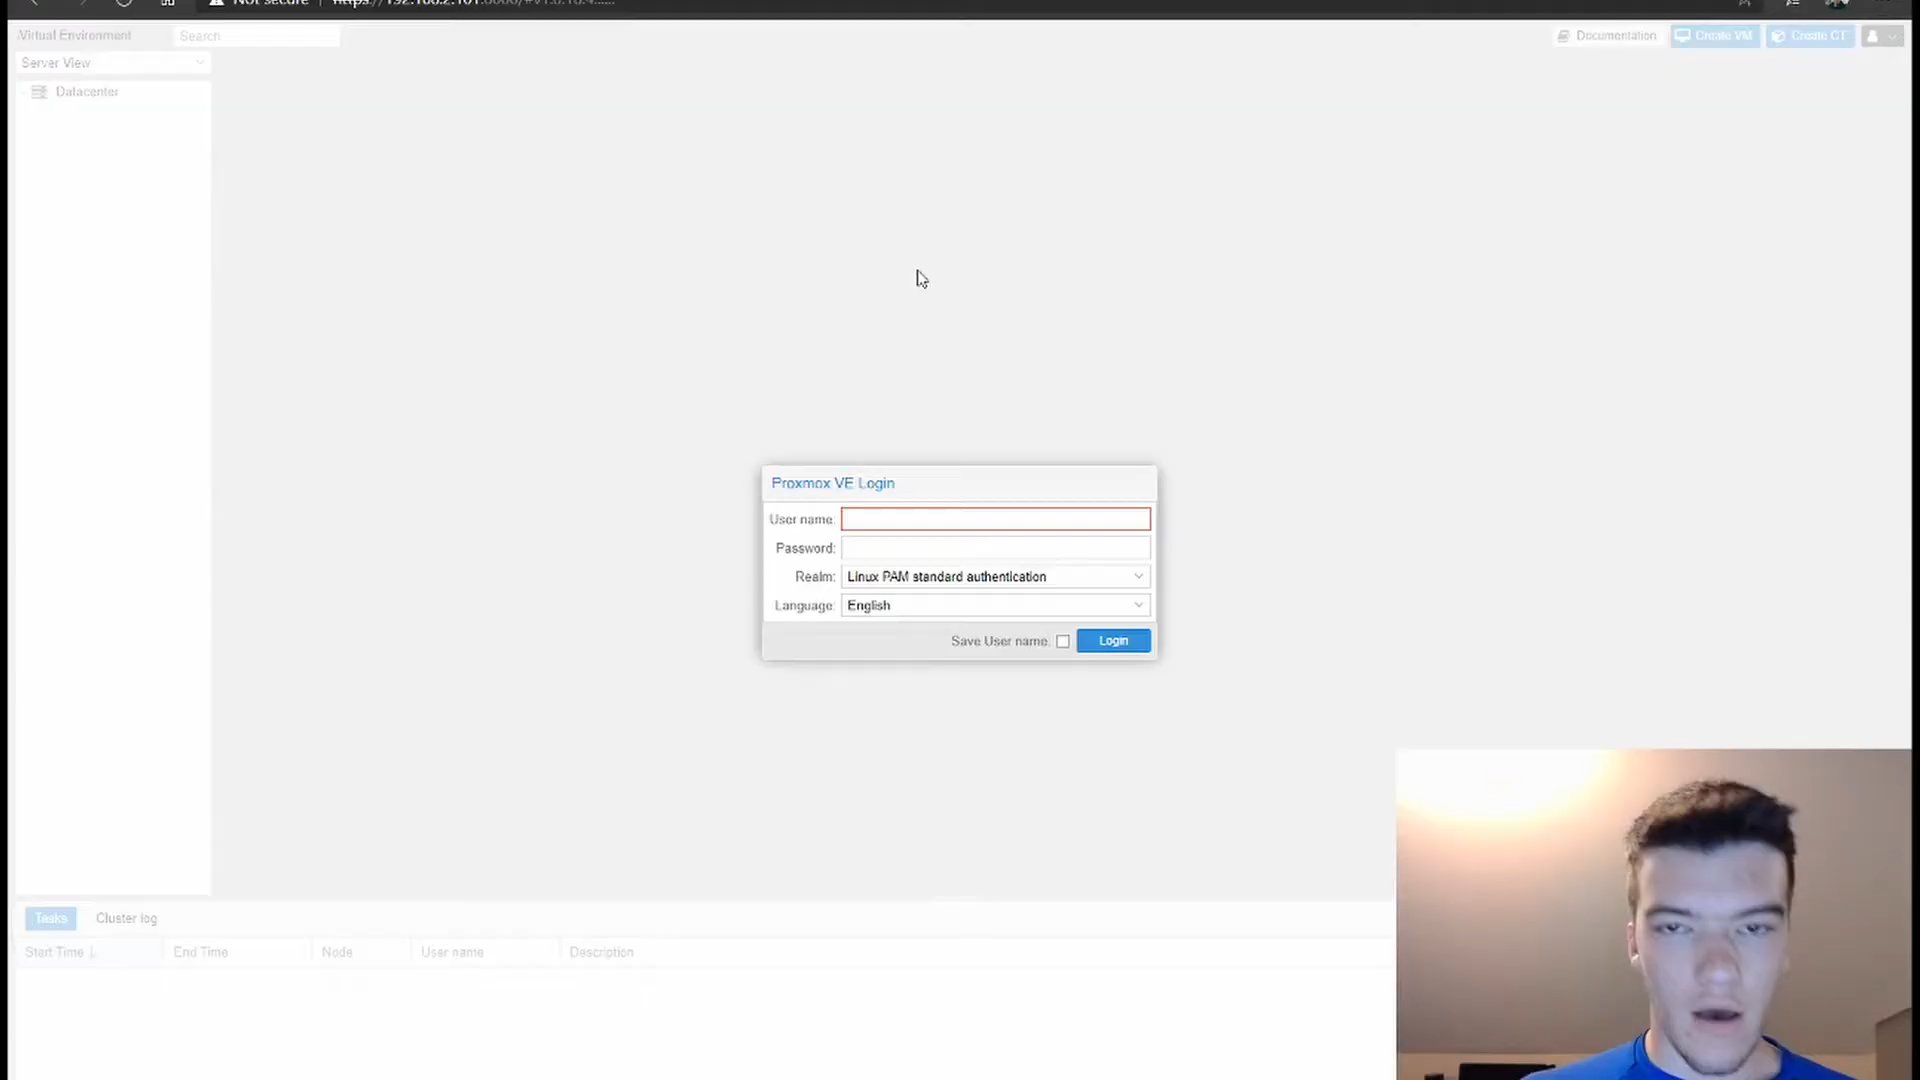 Not secure
Virtual Environment
Search
Documentation
Create VM
Create CT
Server View
Datacenter
Proxmox VE Login
User name:
Password:
Realm: Linux PAM standard authentication
Language: English
Save User name:
Login
Tasks
Cluster log
Start Time
End Time
Node
User name
Description